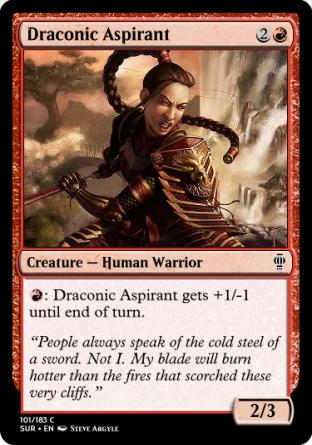 Draconic Aspirant 2
Creature — Human Warrior
: Draconic Aspirant gets +1/-1
until end of turn.
“People always speak of the cold steel of
a sword. Not I. My blade will burn
hotter than the fires that scorched these
very cliffs.”
2/3
101/183 C
SUR • EN Steve Argyle